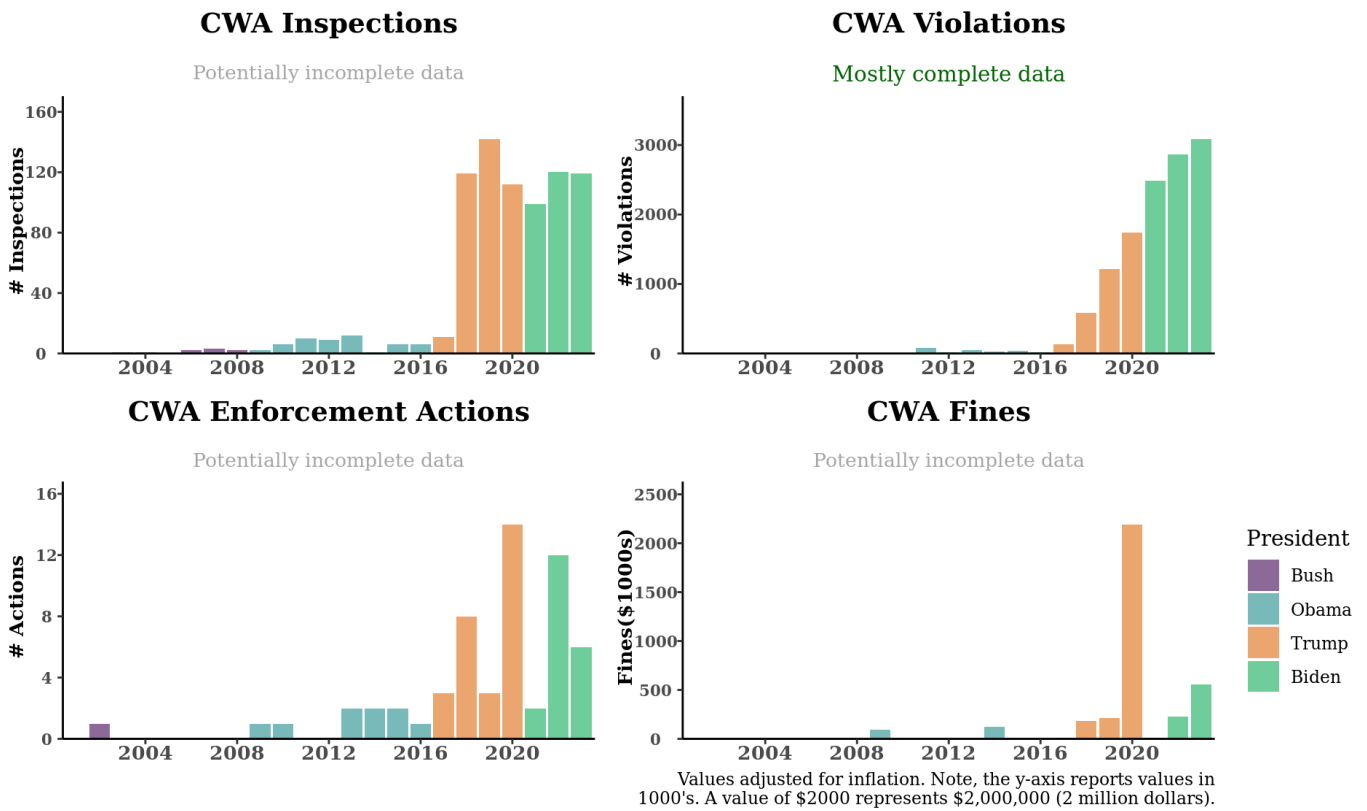 CWA Inspections
Potentially incomplete data
# Inspections
160
120
80
40
0
2004 2008 2012 2016 2020
CWA Violations
Mostly complete data
# Violations
3000
2000
1000
0
2004 2008 2012 2016 2020
CWA Enforcement Actions
Potentially incomplete data
# Actions
16
12
8
4
0
2004 2008 2012 2016 2020
CWA Fines
Potentially incomplete data
Fines($1000s)
2500
2000
1500
1000
500
0
2004 2008 2012 2016 2020
President
Bush
Obama
Trump
Biden
Values adjusted for inflation. Note, the y-axis reports values in
1000's. A value of $2000 represents $2,000,000 (2 million dollars).